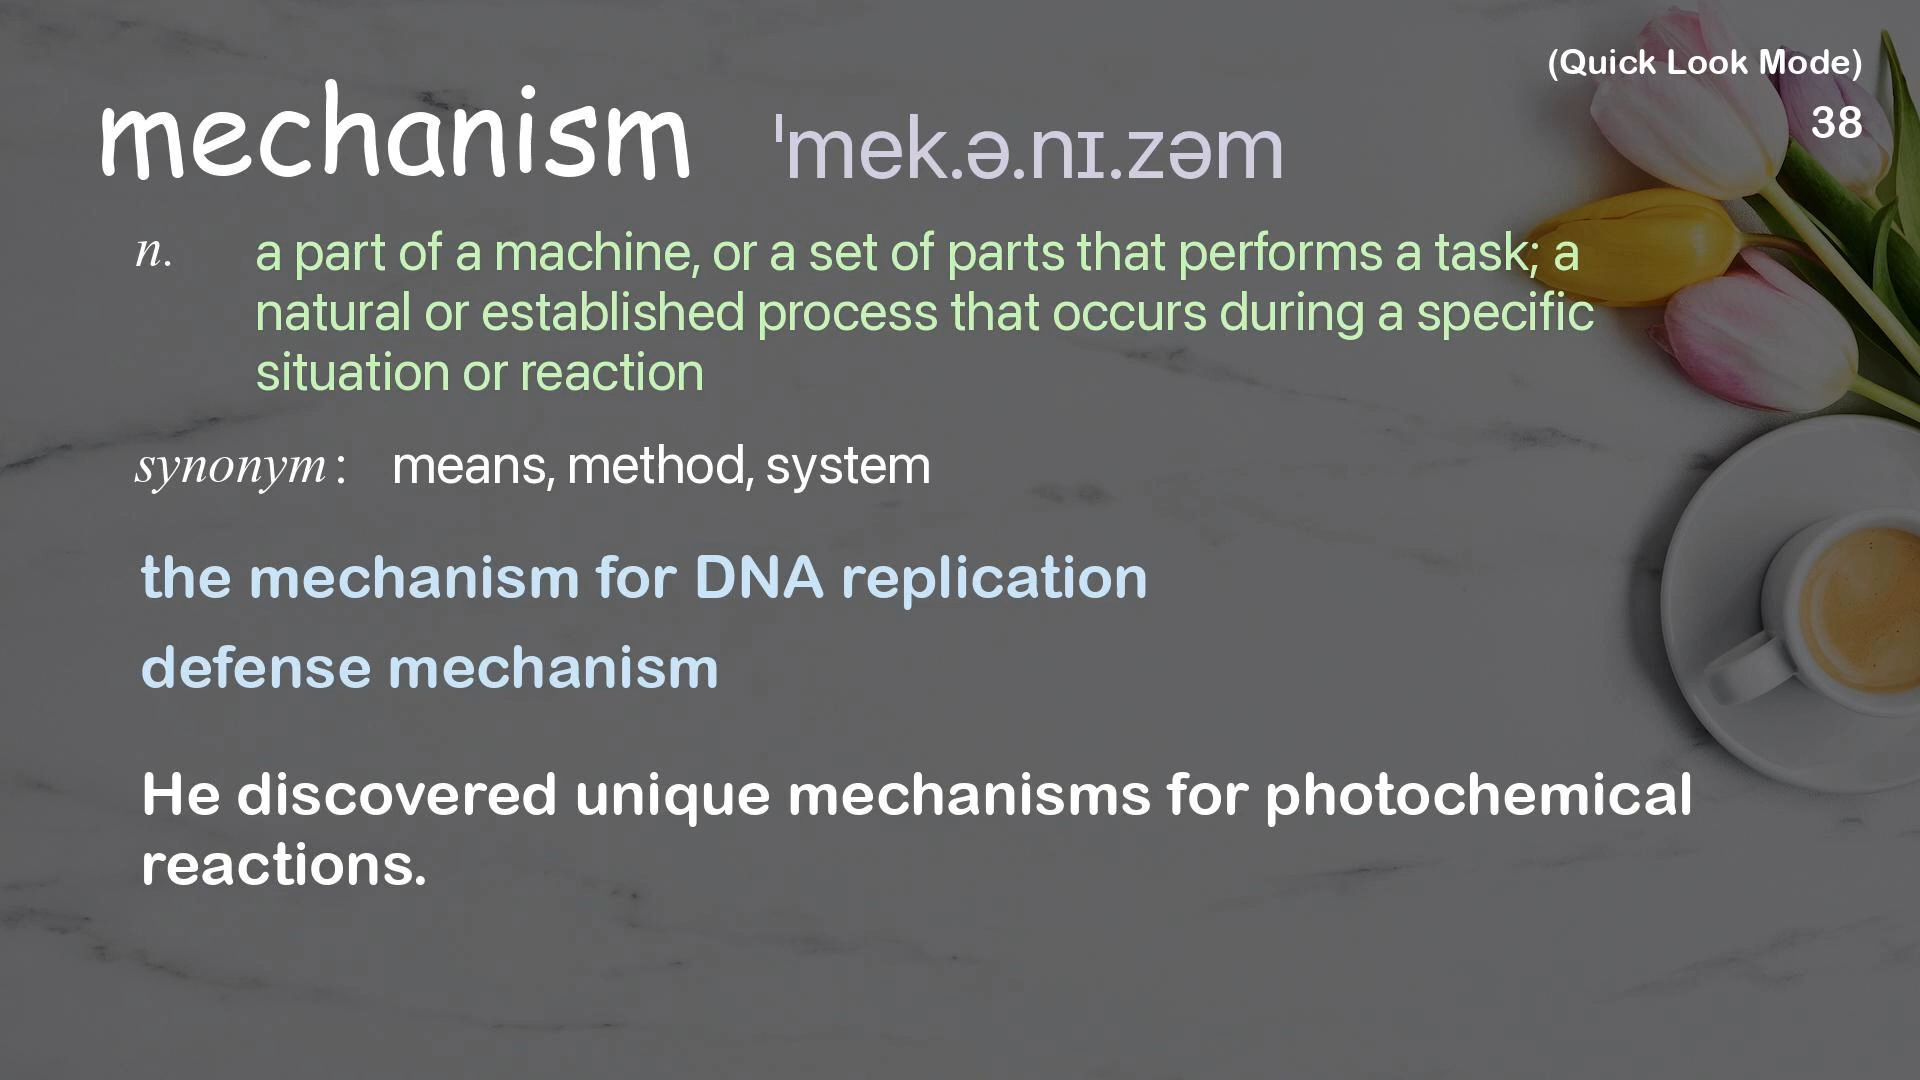 (Quick Look Mode)
38
mechanism ˈmek.ə.nɪ.zəm
n. a part of a machine, or a set of parts that performs a task; a
natural or established process that occurs during a specific
situation or reaction
synonym : means, method, system
the mechanism for DNA replication
defense mechanism
He discovered unique mechanisms for photochemical
reactions.